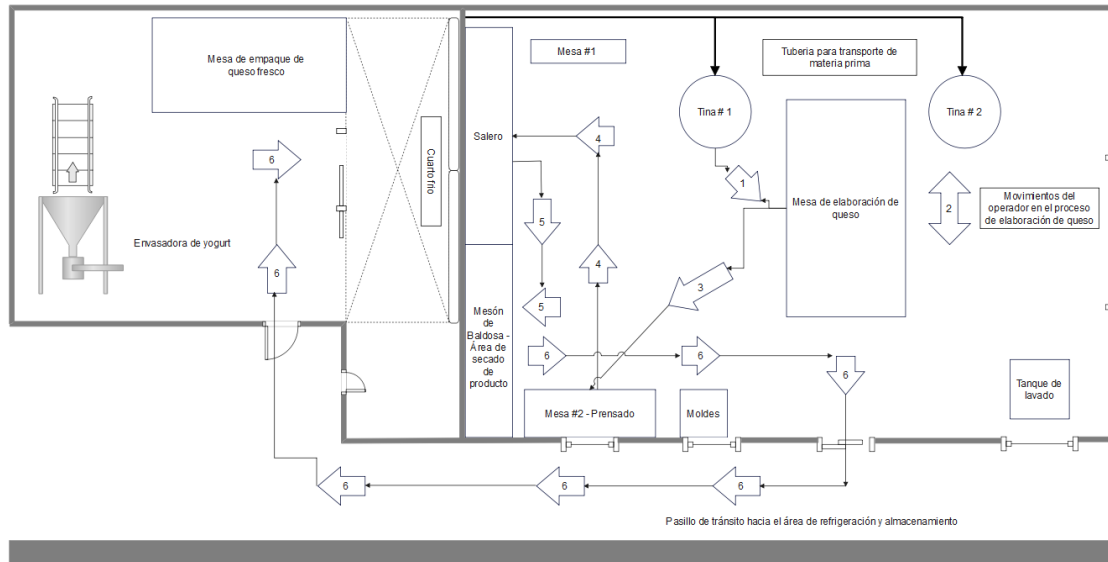 Mesa de empaque de
queso fresco
Mesa #1
Tuberia para transporte de
materia prima
Tina # 1
Tina # 2
Salero
4
6
Cuarto frío
1
Mesa de elaboración de
queso
2
Movimientos del
operador en el proceso
de elaboración de queso
5
Envasadora de yogurt
6
4
3
5
Mesón
de
Baldosa -
Área de
secado
de
producto
6
6
6
Mesa #2 - Prensado
Moldes
Tanque de
lavado
6
6
6
Pasillo de tránsito hacia el área de refrigeración y almacenamiento